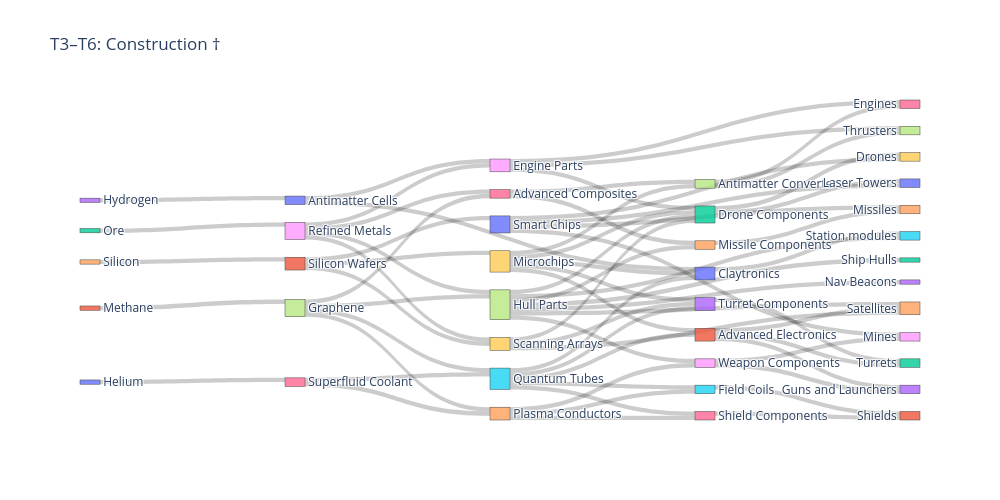 T3–T6: Construction †
Hydrogen
Ore
Silicon
Methane
Helium
Antimatter Cells
Refined Metals
Silicon Wafers
Graphene
Superfluid Coolant
Engine Parts
Advanced Composites
Smart Chips
Microchips
Hull Parts
Scanning Arrays
Quantum Tubes
Plasma Conductors
Antimatter Converters
Drone Components
Missile Components
Claytronics
Turret Components
Advanced Electronics
Weapon Components
Field Coils
Shield Components
Engines
Thrusters
Drones
Laser Towers
Missiles
Station modules
Ship Hulls
Nav Beacons
Satellites
Mines
Turrets
Guns and Launchers
Shields